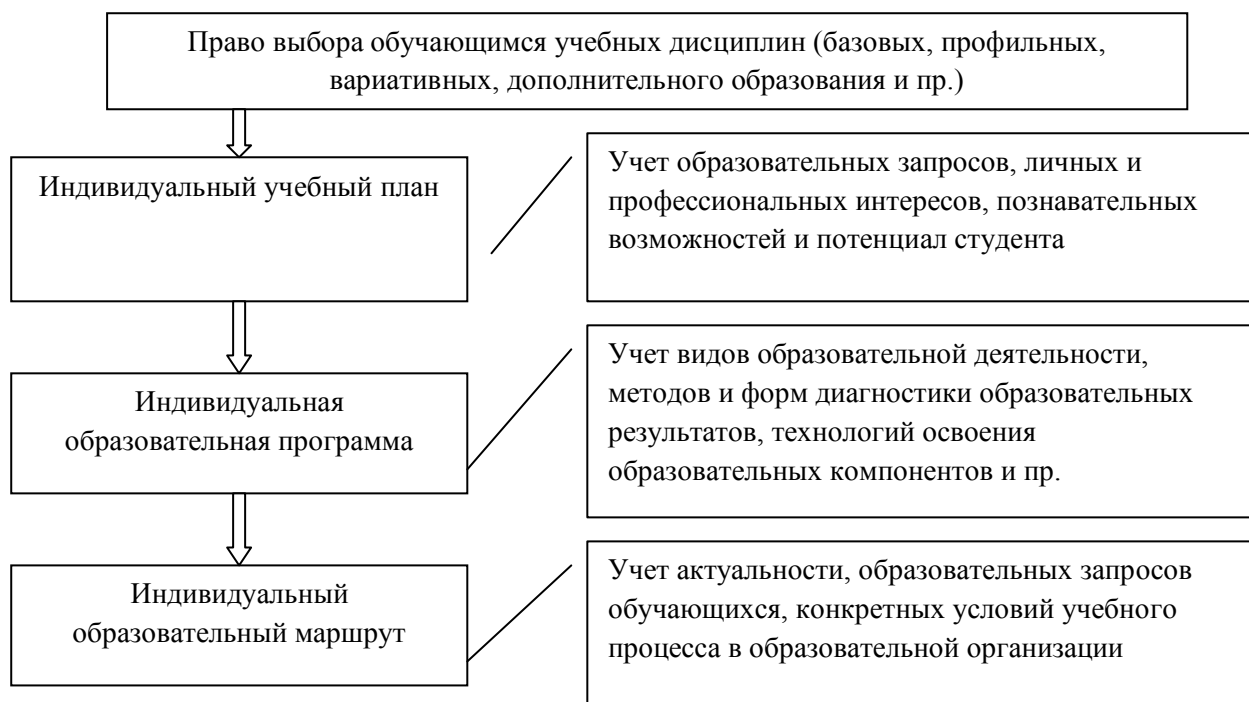 Право выбора обучающимся учебных дисциплин (базовых, профильных,
вариативных, дополнительного образования и пр.)
Индивидуальный учебный план
Учет образовательных запросов, личных и
профессиональных интересов, познавательных
возможностей и потенциал студента
Индивидуальная
образовательная программа
Учет видов образовательной деятельности,
методов и форм диагностики образовательных
результатов, технологий освоения
образовательных компонентов и пр.
Индивидуальный
образовательный маршрут
Учет актуальности, образовательных запросов
обучающихся, конкретных условий учебного
процесса в образовательной организации